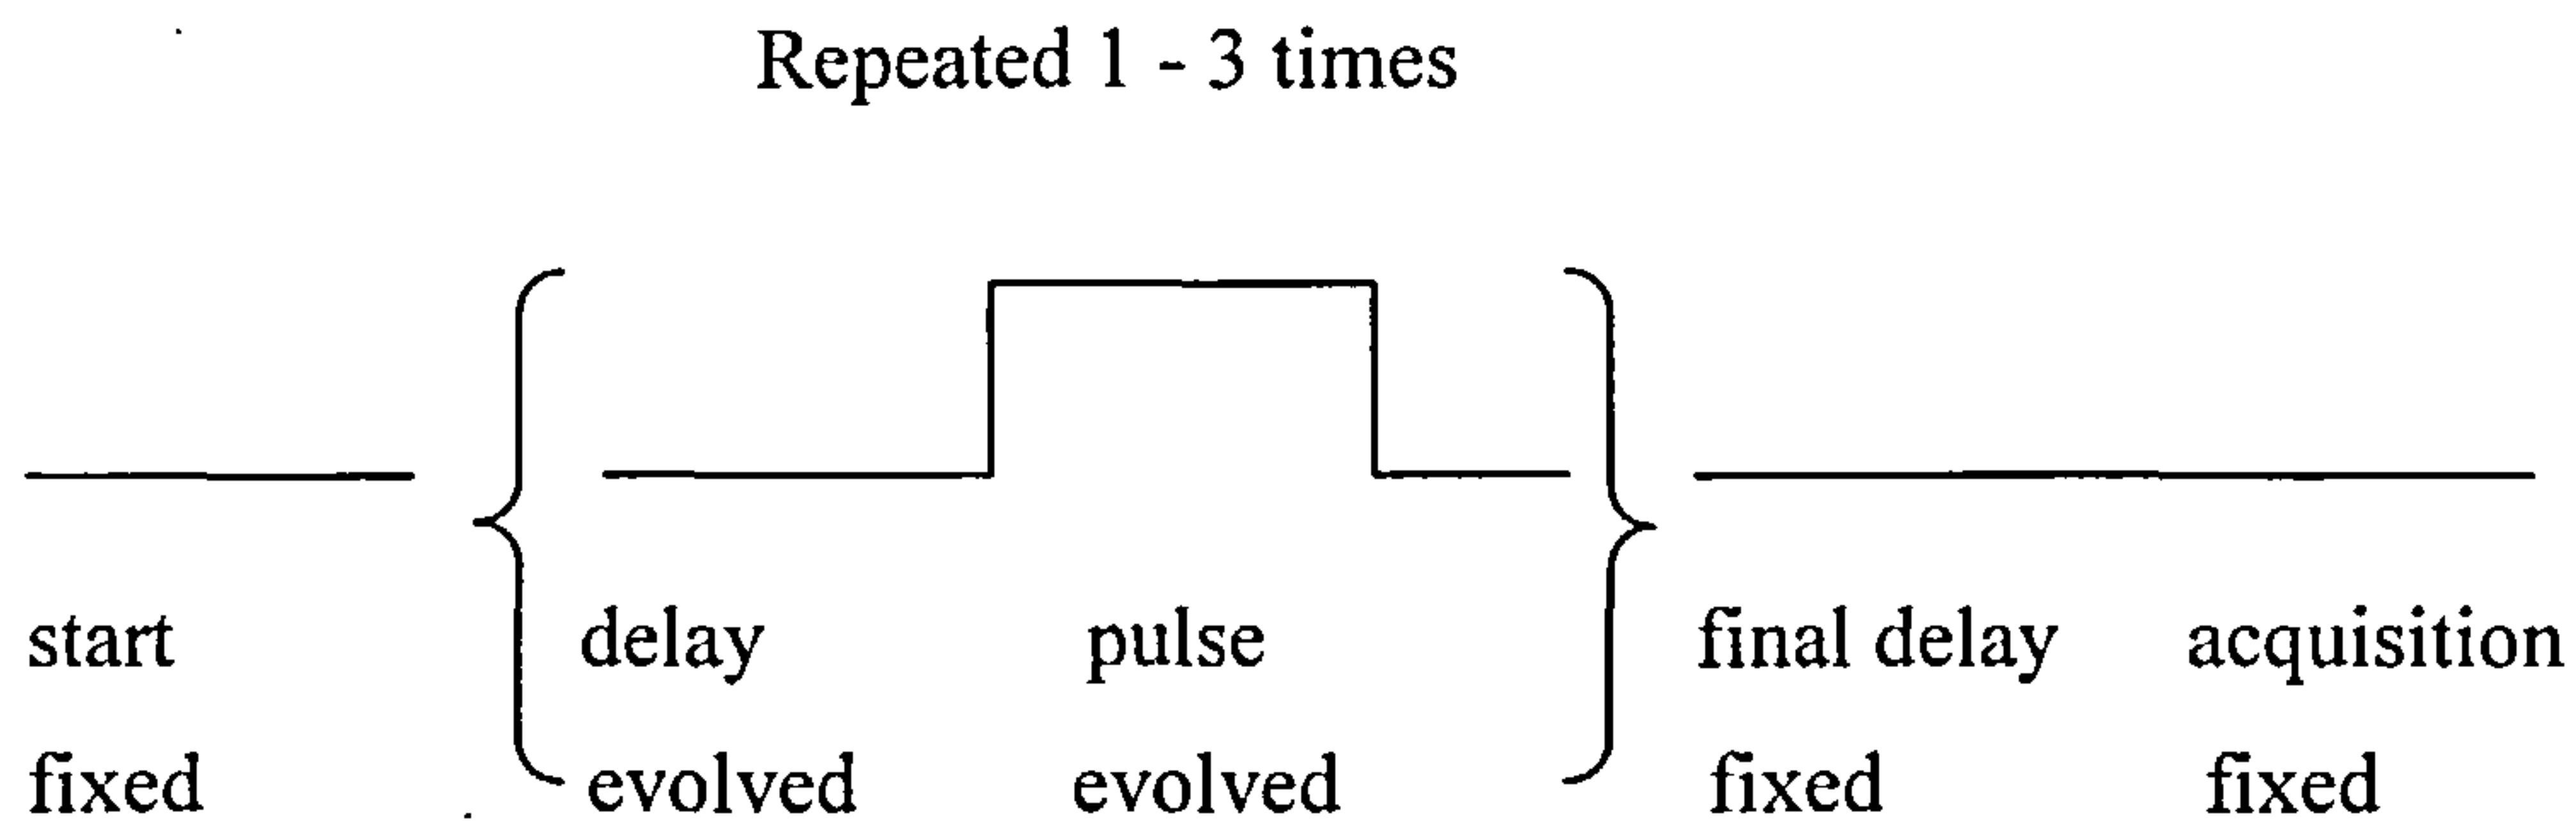 Repeated 1 - 3 times
start delay pulse final delay acquisition
fixed evolved evolved fixed fixed